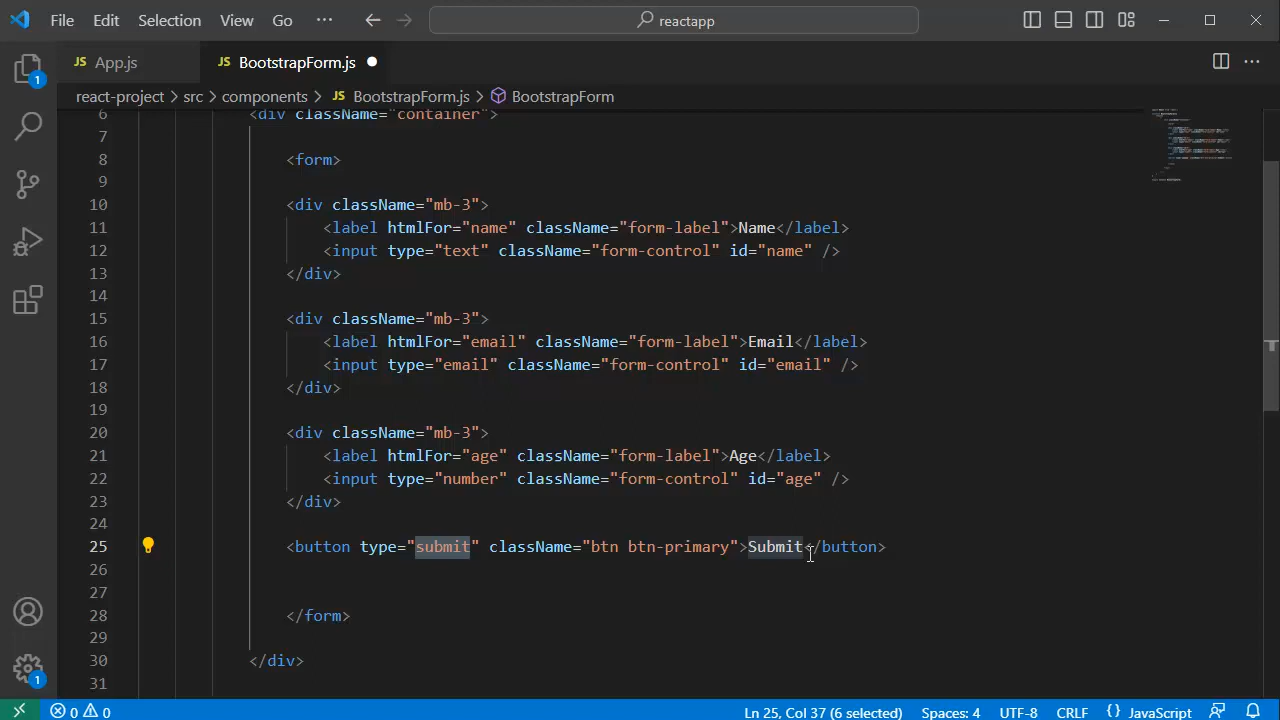 File Edit Selection View Go ··· reactapp
JS App.js JS BootstrapForm.js
react-project > src > components > JS BootstrapForm.js > BootstrapForm
6 <div className="container">
7
8 <form>
9
10 <div className="mb-3">
11 <label htmlFor="name" className="form-label">Name</label>
12 <input type="text" className="form-control" id="name" />
13 </div>
14
15 <div className="mb-3">
16 <label htmlFor="email" className="form-label">Email</label>
17 <input type="email" className="form-control" id="email" />
18 </div>
19
20 <div className="mb-3">
21 <label htmlFor="age" className="form-label">Age</label>
22 <input type="number" className="form-control" id="age" />
23 </div>
24
25 <button type="submit" className="btn btn-primary">Submit</button>
26
27
28 </form>
29
30 </div>
31
1
1
0 0 Ln 25, Col 37 (6 selected) Spaces: 4 UTF-8 CRLF {} JavaScript